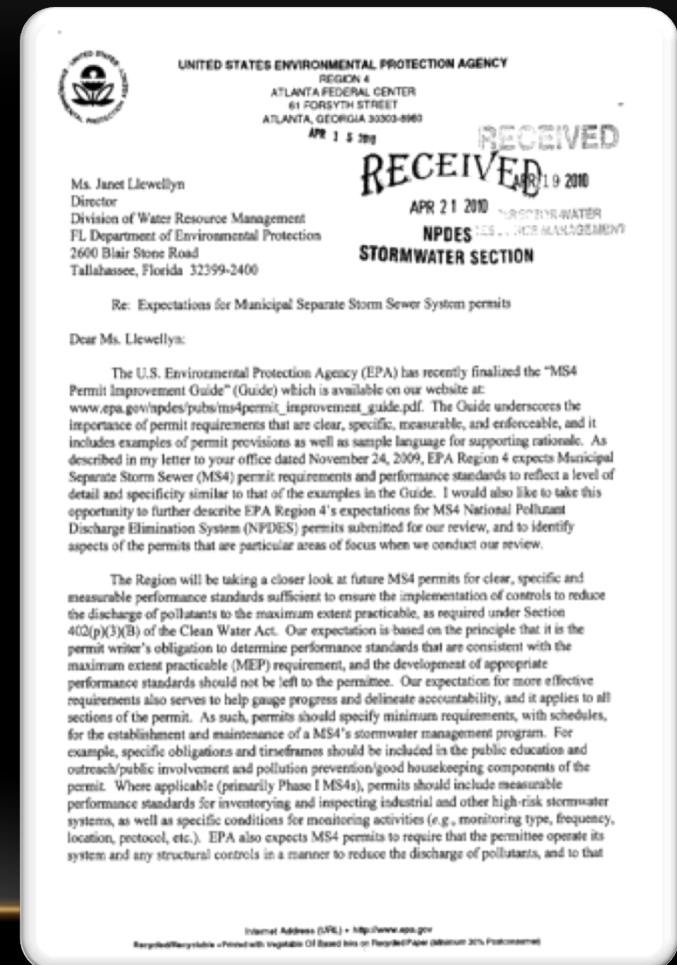 UNITED STATES ENVIRONMENTAL PROTECTION AGENCY
REGION 4
ATLANTA FEDERAL CENTER
61 FORSYTH STREET
ATLANTA, GEORGIA 30303-8960
APR 15 2010
RECEIVED
RECEIVED
APR 19 2010
APR 21 2010
NPDES
STORMWATER SECTION
Ms. Janet Llewellyn
Director
Division of Water Resource Management
FL Department of Environmental Protection
2600 Blair Stone Road
Tallahassee, Florida 32399-2400
Re: Expectations for Municipal Separate Storm Sewer System permits
Dear Ms. Llewellyn:
The U.S. Environmental Protection Agency (EPA) has recently finalized the "MS4
Permit Improvement Guide" (Guide) which is available on our website at:
www.epa.gov/npdes/pubs/ms4permit_improvement_guide.pdf. The Guide underscores the
importance of permit requirements that are clear, specific, measurable, and enforceable, and it
includes examples of permit provisions as well as sample language for supporting rationale. As
described in my letter to your office dated November 24, 2009, EPA Region 4 expects Municipal
Separate Storm Sewer (MS4) permit requirements and performance standards to reflect a level of
detail and specificity similar to that of the examples in the Guide. I would also like to take this
opportunity to further describe EPA Region 4's expectations for MS4 National Pollutant
Discharge Elimination System (NPDES) permits submitted for our review, and to identify
aspects of the permits that are particular areas of focus when we conduct our review.
The Region will be taking a closer look at future MS4 permits for clear, specific and
measurable performance standards sufficient to ensure the implementation of controls to reduce
the discharge of pollutants to the maximum extent practicable, as required under Section
402(p)(3)(B) of the Clean Water Act. Our expectation is based on the principle that it is the
permit writer's obligation to determine performance standards that are consistent with the
maximum extent practicable (MEP) requirement, and the development of appropriate
performance standards should not be left to the permittee. Our expectation for more effective
requirements also serves to help gauge progress and delineate accountability, and it applies to all
sections of the permit. As such, permits should specify minimum requirements, with schedules,
for the establishment and maintenance of a MS4's stormwater management program. For
example, specific obligations and timeframes should be included in the public education and
outreach/public involvement and pollution prevention/good housekeeping components of the
permit. Where applicable (primarily Phase I MS4s), permits should include measurable
performance standards for inventorying and inspecting industrial and other high-risk stormwater
systems, as well as specific conditions for monitoring activities (e.g., monitoring type, frequency,
location, protocol, etc.). EPA also expects MS4 permits to require that the permittee operate its
system and any structural controls in a manner to reduce the discharge of pollutants, and to that
Internet Address (URL) • http://www.epa.gov
Recycled/Recyclable • Printed with Vegetable Oil Based Inks on Recycled Paper (Minimum 30% Postconsumer)